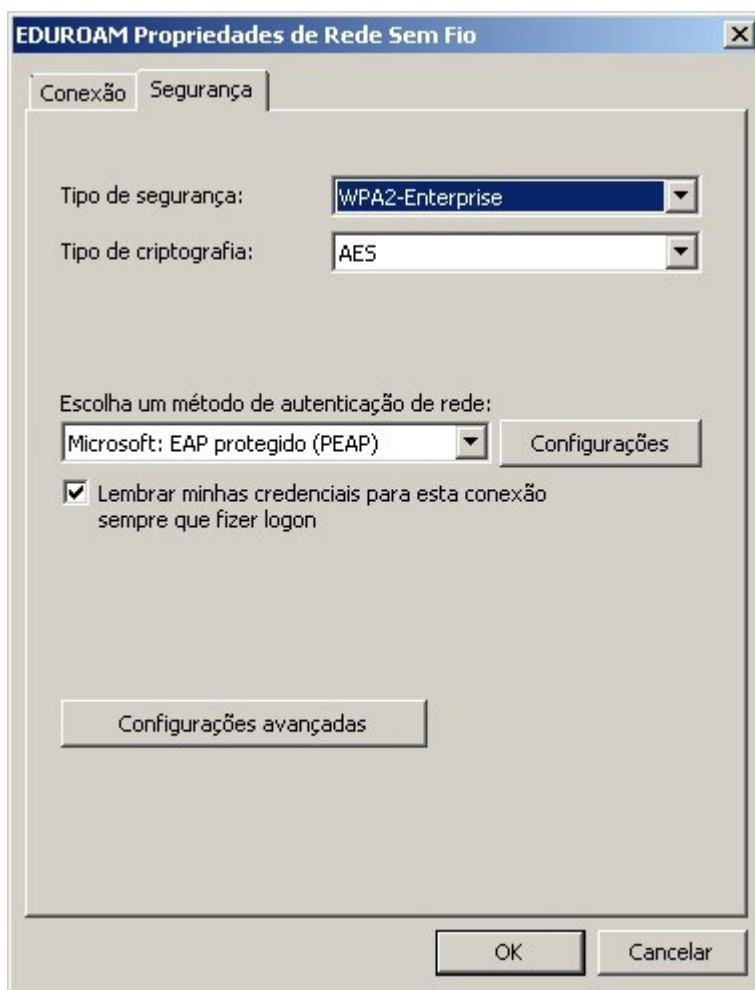 EDUROAM Propriedades de Rede Sem Fio
Conexão
Segurança
Tipo de segurança:
WPA2-Enterprise
Tipo de criptografia:
AES
Escolha um método de autenticação de rede:
Microsoft: EAP protegido (PEAP)
Configurações
Lembrar minhas credenciais para esta conexão
sempre que fizer logon
Configurações avançadas
OK
Cancelar